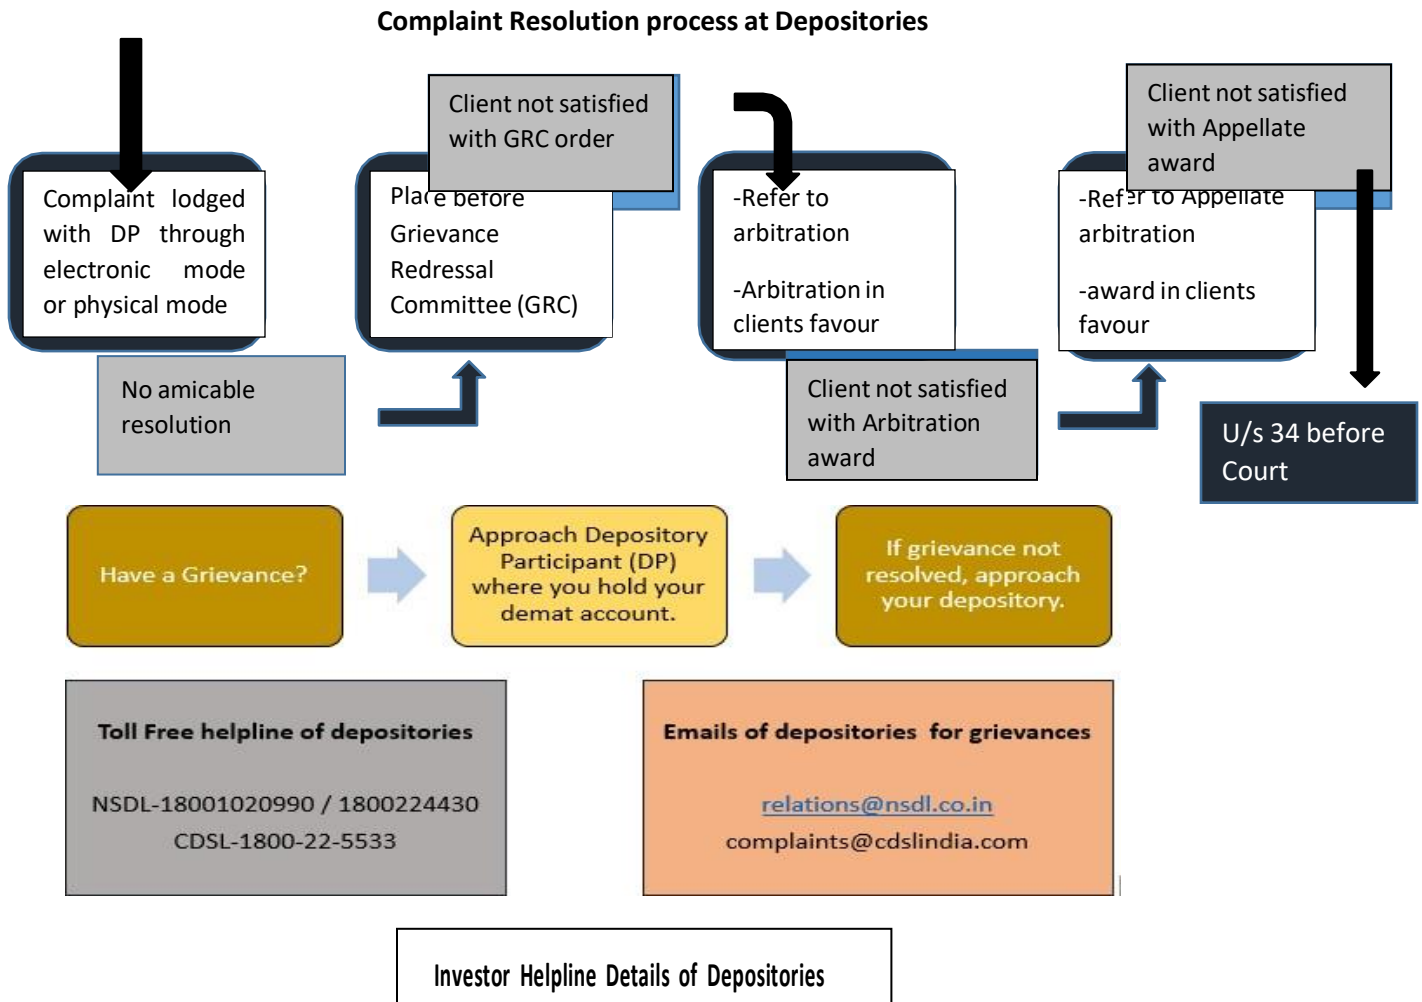 Complaint Resolution process at Depositories
Complaint lodged
with DP through
electronic mode
or physical mode
No amicable
resolution
Place before
Grievance
Redressal
Committee (GRC)
Client not satisfied
with GRC order
-Refer to
arbitration
-Arbitration in
clients favour
Client not satisfied
with Arbitration
award
-Refer to Appellate
arbitration
-award in clients
favour
Client not satisfied
with Appellate
award
U/s 34 before
Court
Have a Grievance?
Approach Depository
Participant (DP)
where you hold your
demat account.
If grievance not
resolved, approach
your depository.
Toll Free helpline of depositories
NSDL-18001020990 / 1800224430
CDSL-1800-22-5533
Emails of depositories for grievances
relations@nsdl.co.in
complaints@cdslindia.com
Investor Helpline Details of Depositories